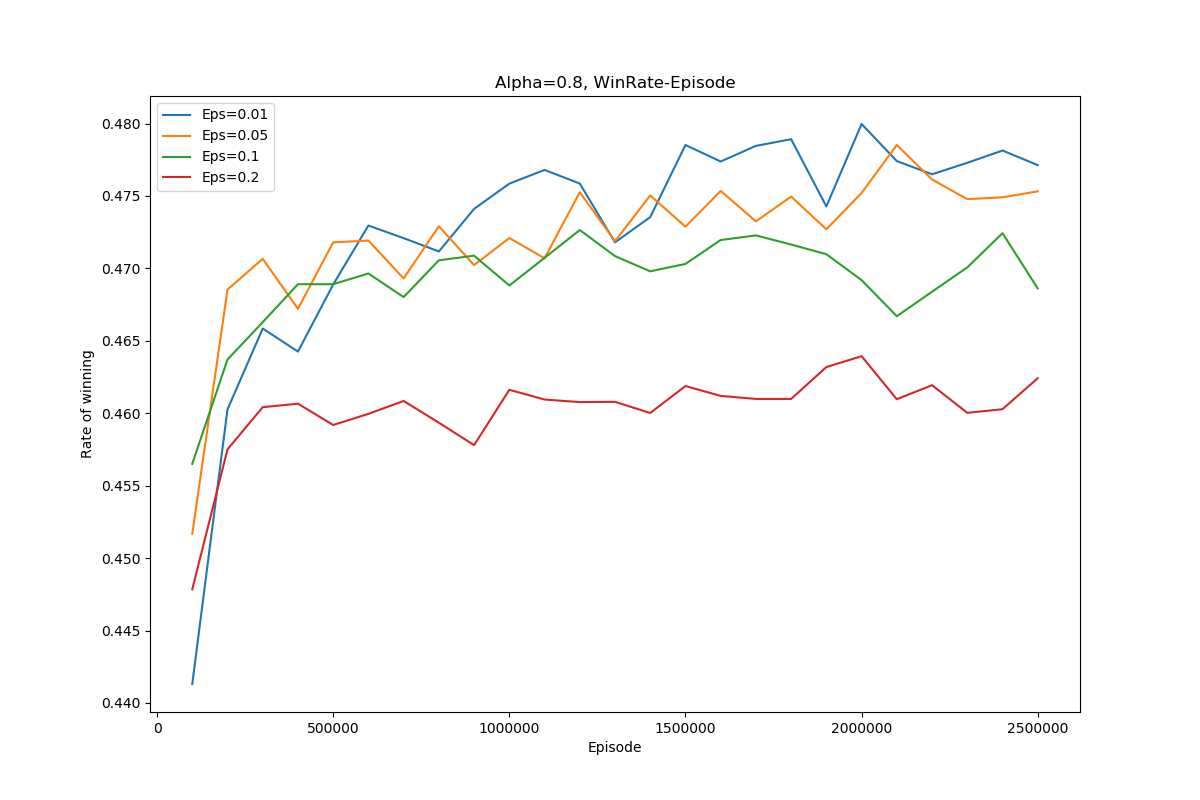 Alpha=0.8, WinRate-Episode
Eps=0.01
Eps=0.05
Eps=0.1
Eps=0.2
Rate of winning
0.480
0.475
0.470
0.465
0.460
0.455
0.450
0.445
0.440
0
500000
1000000
1500000
2000000
2500000
Episode